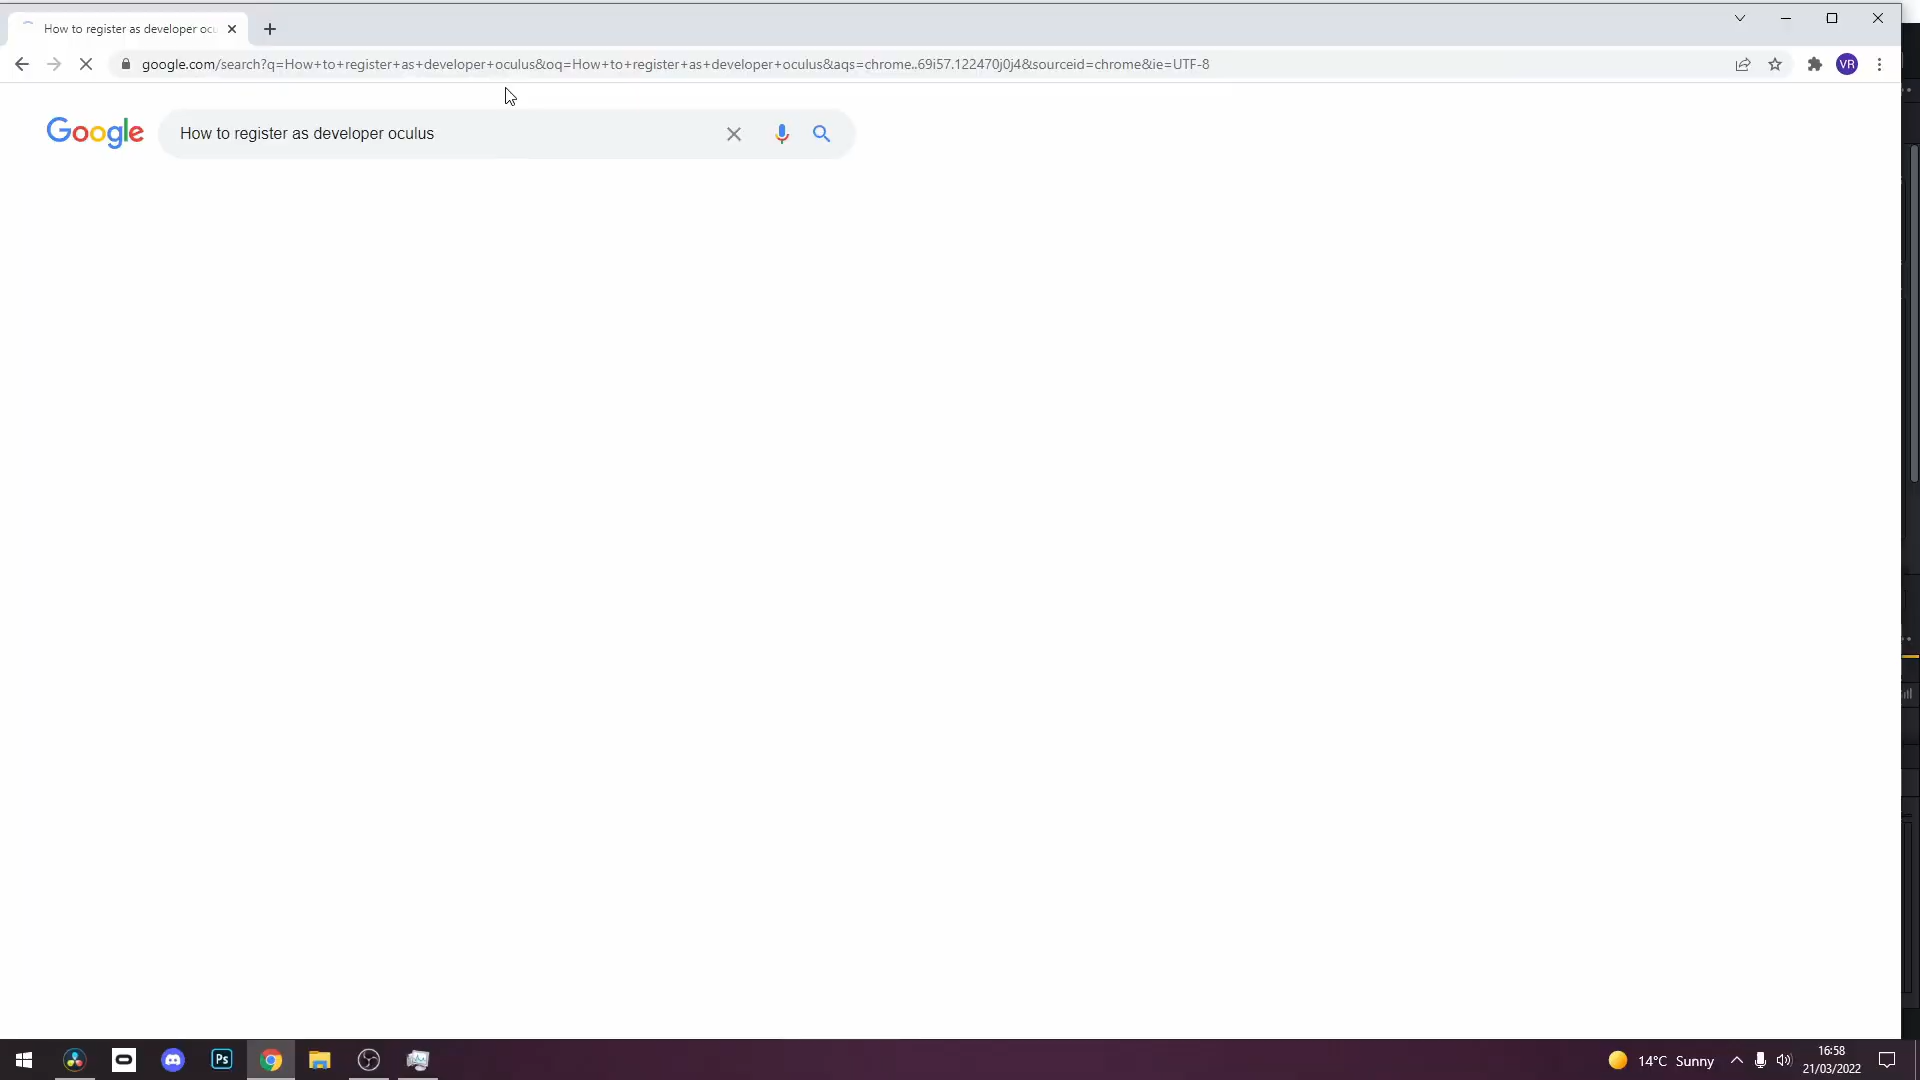 How to register as developer ocu
google.com/search?q=How+to+register+as+developer+oculus&oq=How+to+register+as+developer+oculus&aqs=chrome..69i57.122470j0j4&sourceid=chrome&ie=UTF-8
VR
Google
How to register as developer oculus
Ps
14°C Sunny
16:58
21/03/2022